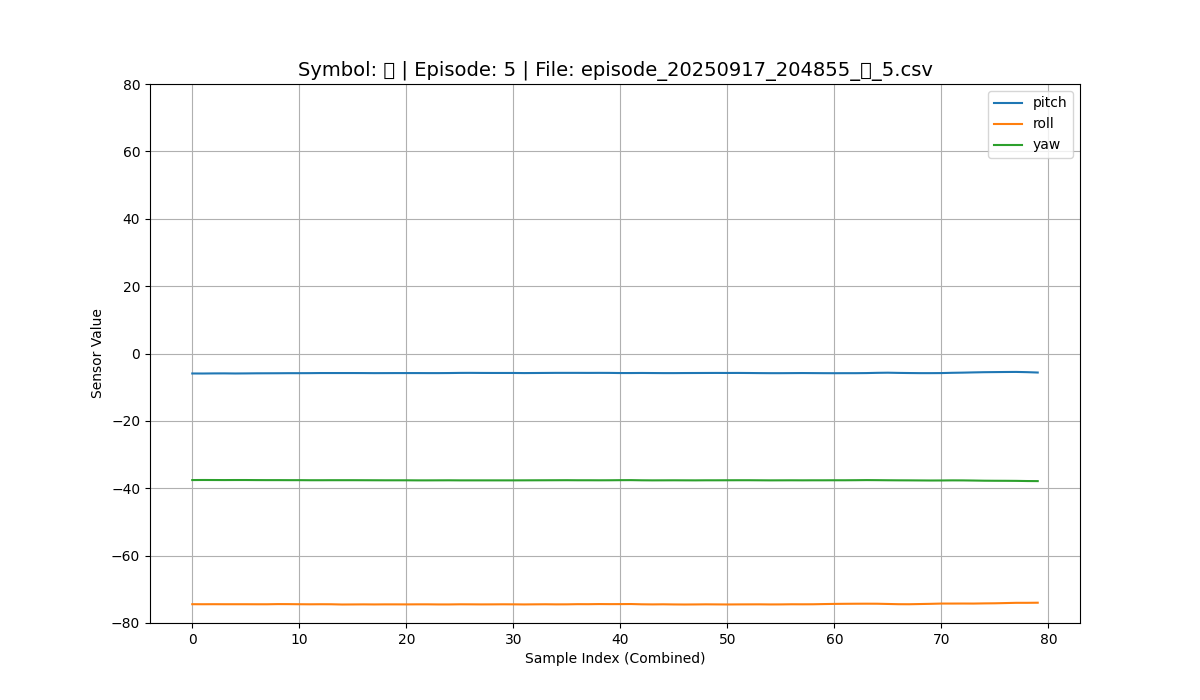 Symbol: ▯ | Episode: 5 | File: episode_20250917_204855_▯_5.csv
80
60
40
20
0
−20
−40
−60
−80
Sensor Value
pitch
roll
yaw
0 10 20 30 40 50 60 70 80
Sample Index (Combined)